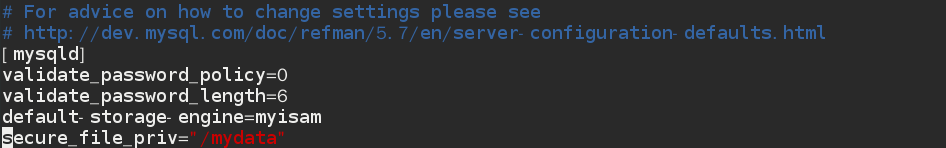 # For advice on how to change settings please see
# http://dev.mysql.com/doc/refman/5.7/en/server-configuration-defaults.html
[mysqld]
validate_password_policy=0
validate_password_length=6
default-storage-engine=myisam
secure_file_priv="/mydata"